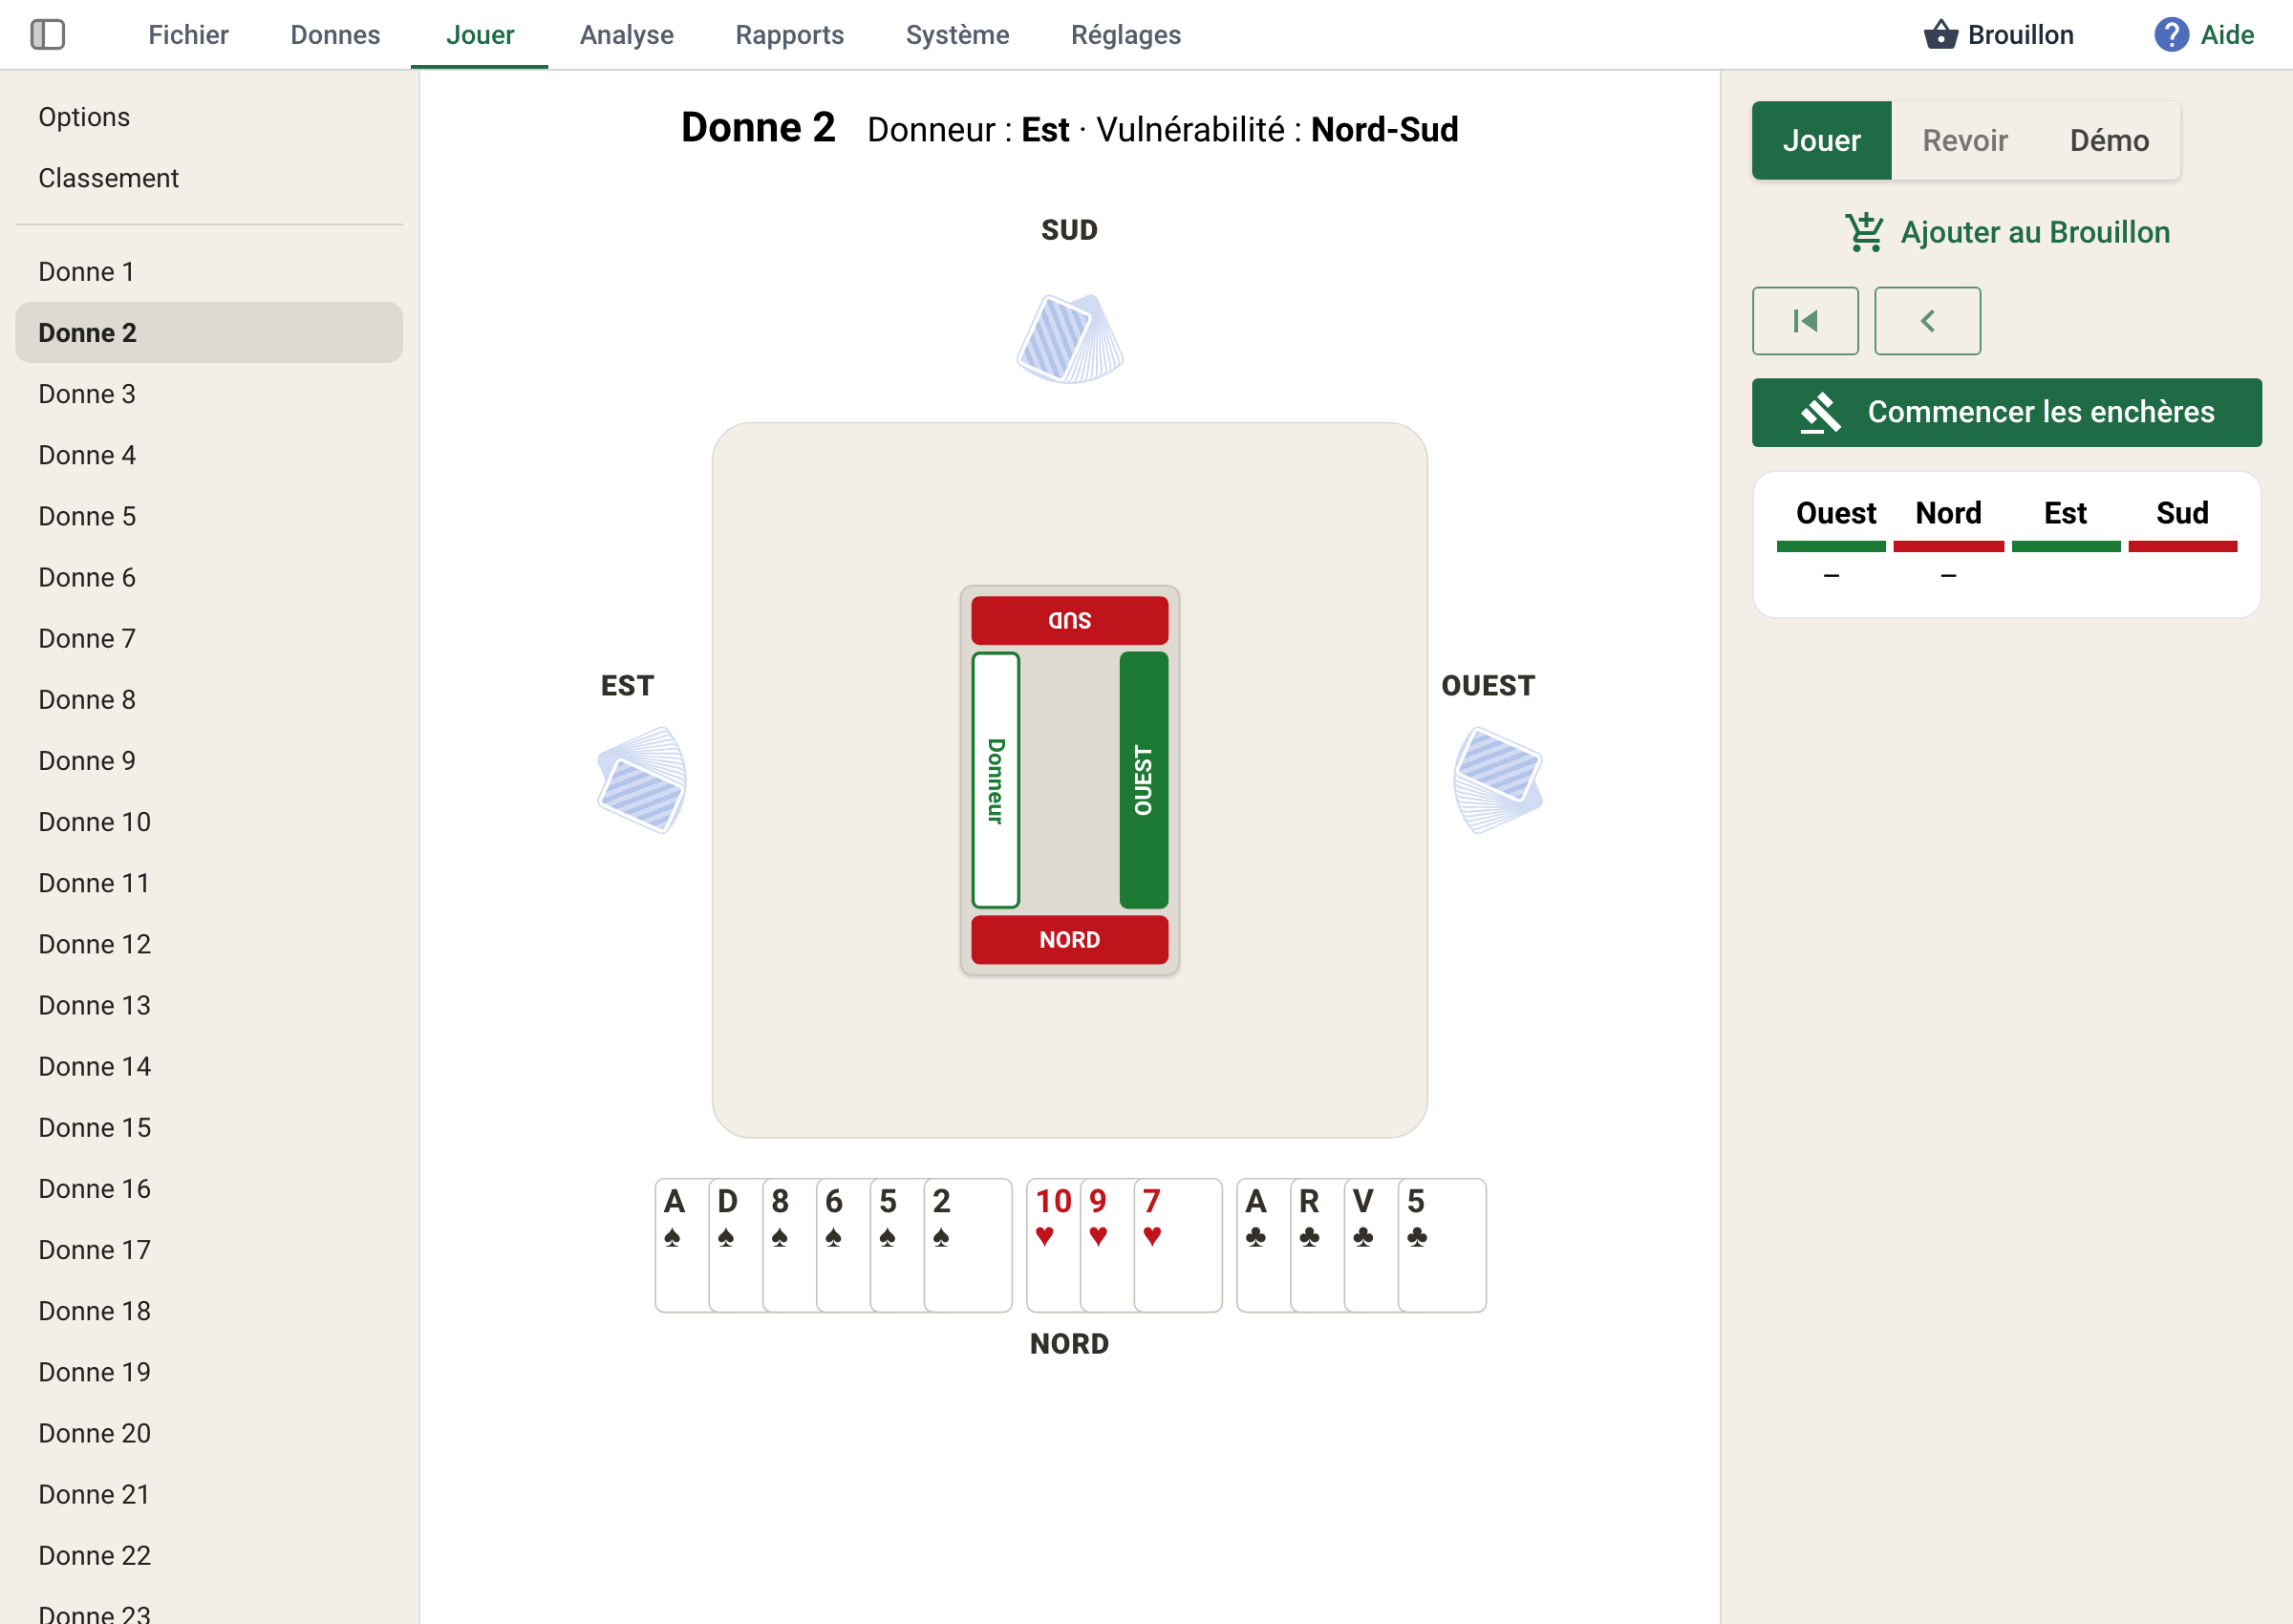 Fichier Donnes Jouer Analyse Rapports Système Réglages Brouillon ? Aide
Options
Classement
Donne 1
Donne 2
Donne 3
Donne 4
Donne 5
Donne 6
Donne 7
Donne 8
Donne 9
Donne 10
Donne 11
Donne 12
Donne 13
Donne 14
Donne 15
Donne 16
Donne 17
Donne 18
Donne 19
Donne 20
Donne 21
Donne 22
Donne 23
Donne 2 Donneur : Est · Vulnérabilité : Nord-Sud
SUD
EST
OUEST
SUD
Donneur
OUEST
NORD
A D 8 6 5 2 10 9 7 A R V 5
♠ ♠ ♠ ♠ ♠ ♠ ♥ ♥ ♥ ♣ ♣ ♣ ♣
NORD
Jouer Revoir Démo
Ajouter au Brouillon
Commencer les enchères
Ouest Nord Est Sud
– –